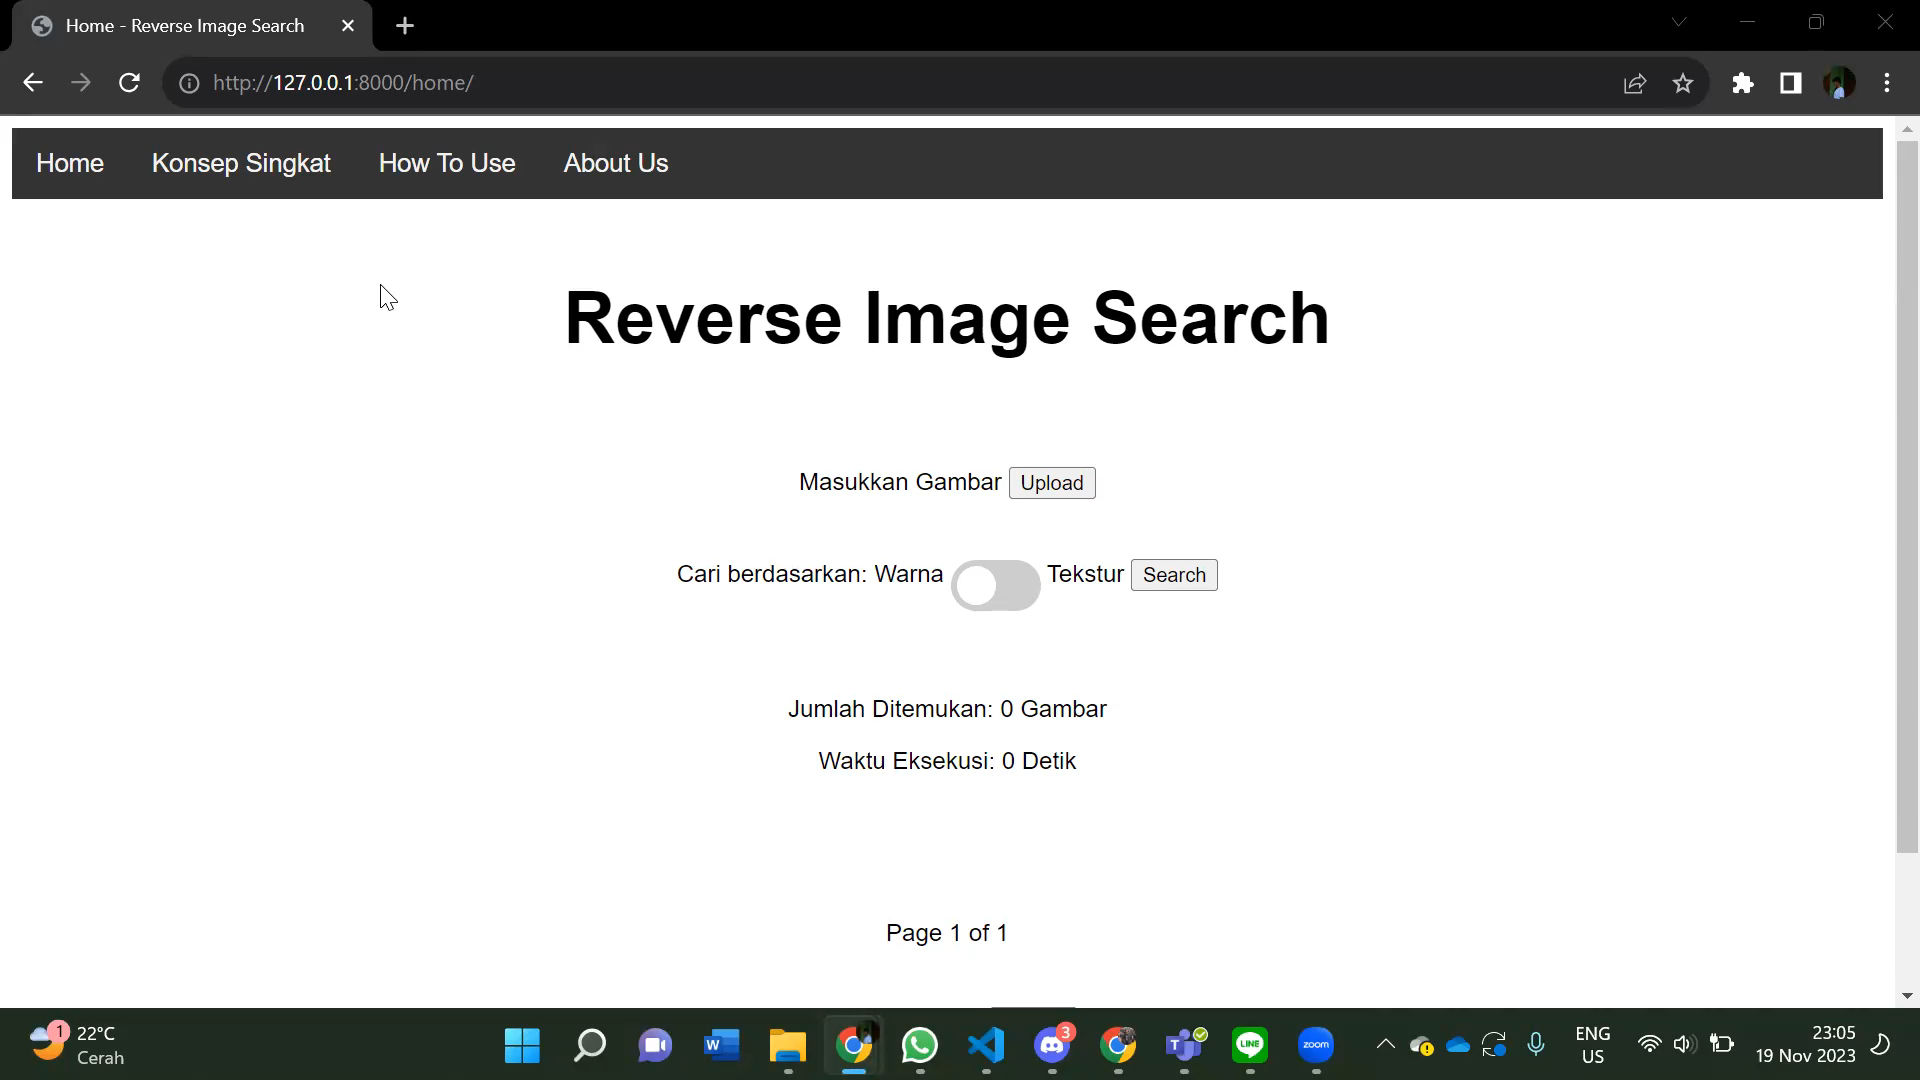 Home - Reverse Image Search
http://127.0.0.1:8000/home/
Home Konsep Singkat How To Use About Us
Reverse Image Search
Masukkan Gambar Upload
Cari berdasarkan: Warna Tekstur Search
Jumlah Ditemukan: 0 Gambar
Waktu Eksekusi: 0 Detik
Page 1 of 1
1
22°C
Cerah
W
3
T
LINE
zoom
ENG
US
23:05
19 Nov 2023